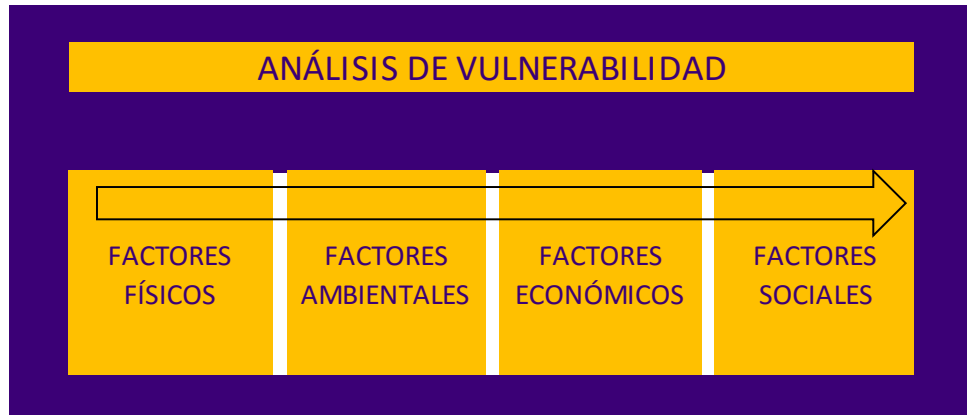 ANÁLISIS DE VULNERABILIDAD
FACTORES
FÍSICOS
FACTORES
AMBIENTALES
FACTORES
ECONÓMICOS
FACTORES
SOCIALES